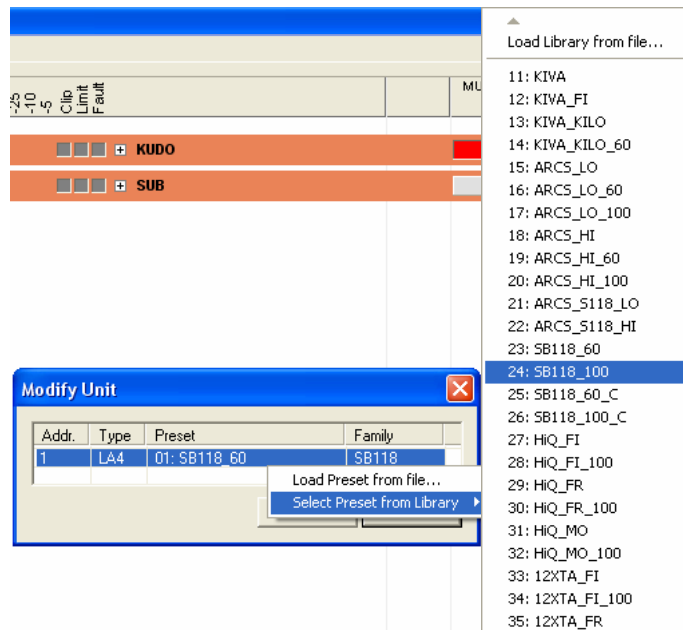 -25
-10
-5
Clip
Limit
Fault
MU
KUDO
SUB
Modify Unit
Addr. Type Preset Family
1 LA4 01: SB118_60 SB118
Load Preset from file...
Select Preset from Library
Load Library from file...
11: KIVA
12: KIVA_FI
13: KIVA_KILO
14: KIVA_KILO_60
15: ARCS_LO
16: ARCS_LO_60
17: ARCS_LO_100
18: ARCS_HI
19: ARCS_HI_60
20: ARCS_HI_100
21: ARCS_S118_LO
22: ARCS_S118_HI
23: SB118_60
24: SB118_100
25: SB118_60_C
26: SB118_100_C
27: HiQ_FI
28: HiQ_FI_100
29: HiQ_FR
30: HiQ_FR_100
31: HiQ_MO
32: HiQ_MO_100
33: 12XTA_FI
34: 12XTA_FI_100
35: 12XTA_FR